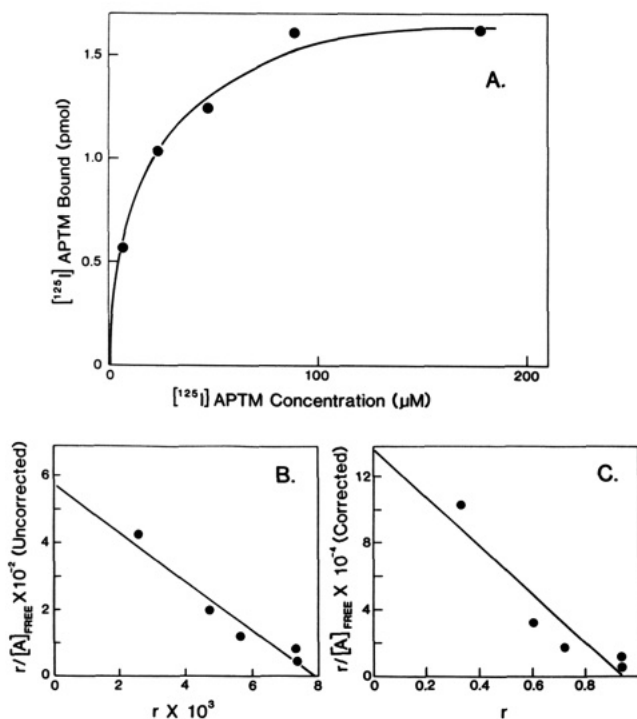 A.
[125I] APTM Bound (pmol)
1.5
1.0
0.5
0
0 100 200
[125I] APTM Concentration (μM)
B.
r/[A]FREE X 10-2 (Uncorrected)
6
4
2
0
0 2 4 6 8
r X 103
C.
r/[A]FREE X 10-4 (Corrected)
12
8
4
0
0 0.2 0.4 0.6 0.8
r